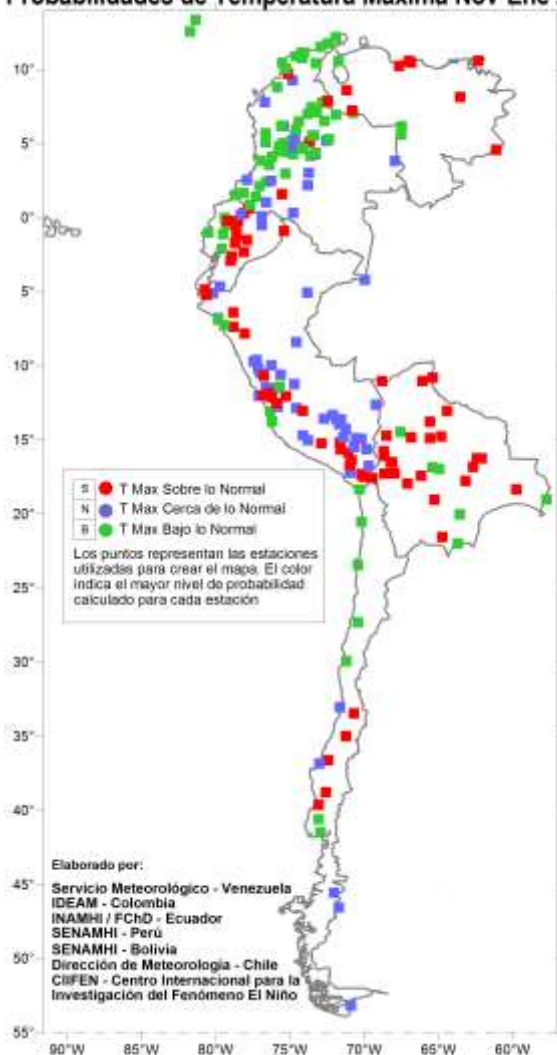 Probabilidades de Temperatura Máxima Nov-Ene
10°
5°
0°
5°
10°
15°
20°
25°
30°
35°
40°
45°
50°
55°
S T Max Sobre lo Normal
N T Max Cerca de lo Normal
B T Max Bajo lo Normal
Los puntos representan las estaciones
utilizadas para crear el mapa. El color
indica el mayor nivel de probabilidad
calculado para cada estación
Elaborado por:
Servicio Meteorológico - Venezuela
IDEAM - Colombia
INAMHI / FChD - Ecuador
SENAMHI - Perú
SENAMHI - Bolivia
Dirección de Meteorología - Chile
CIIFEN - Centro Internacional para la
Investigación del Fenómeno El Niño
90°W 85°W 80°W 75°W 70°W 65°W 60°W